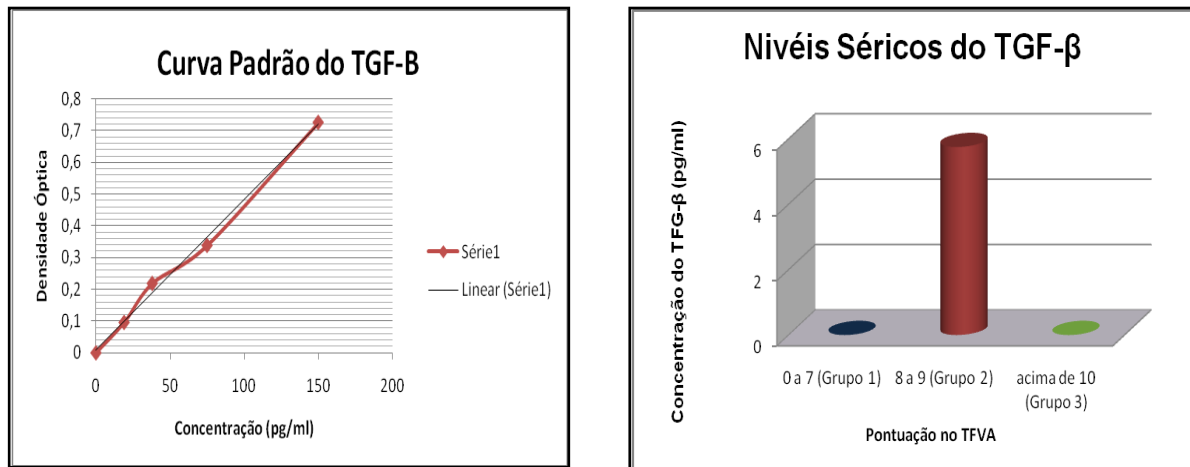 Curva Padrão do TGF-B
Densidade Óptica
0,8
0,7
0,6
0,5
0,4
0,3
0,2
0,1
0
0 50 100 150 200
Concentração (pg/ml)
Série1
Linear (Série1)
Nivéis Séricos do TGF-β
Concentração do TFG-β (pg/ml)
6
4
2
0
0 a 7 (Grupo 1) 8 a 9 (Grupo 2) acima de 10
(Grupo 3)
Pontuação no TFVA